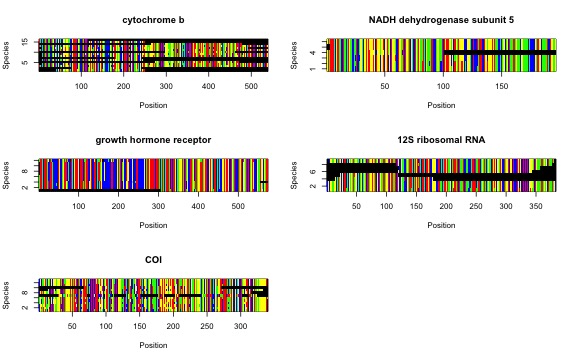 cytochrome b
Species
5 15
100 200 300 400 500
Position
NADH dehydrogenase subunit 5
Species
1 4
50 100 150
Position
growth hormone receptor
Species
2 8
100 200 300 400 500
Position
12S ribosomal RNA
Species
2 6
50 100 150 200 250 300 350
Position
COI
Species
2 8
50 100 150 200 250 300
Position